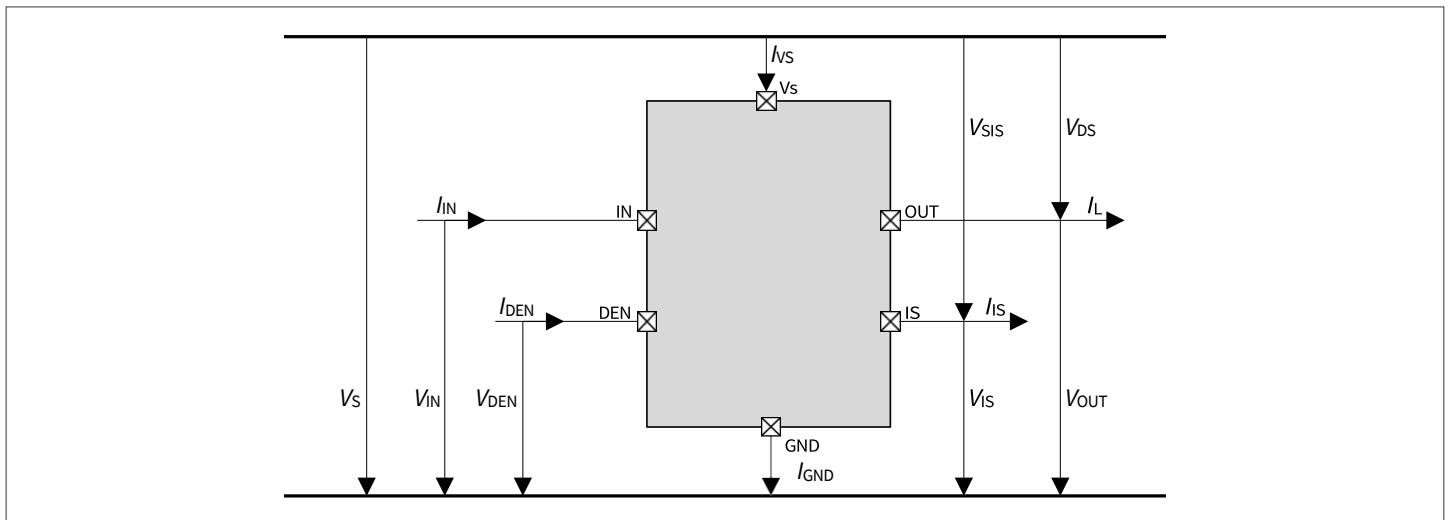 IVS
Vs
VSIS
VDS
IIN
IN
OUT
IL
IDEN
DEN
IS
IIS
VS
VIN
VDEN
VIS
VOUT
GND
IGND